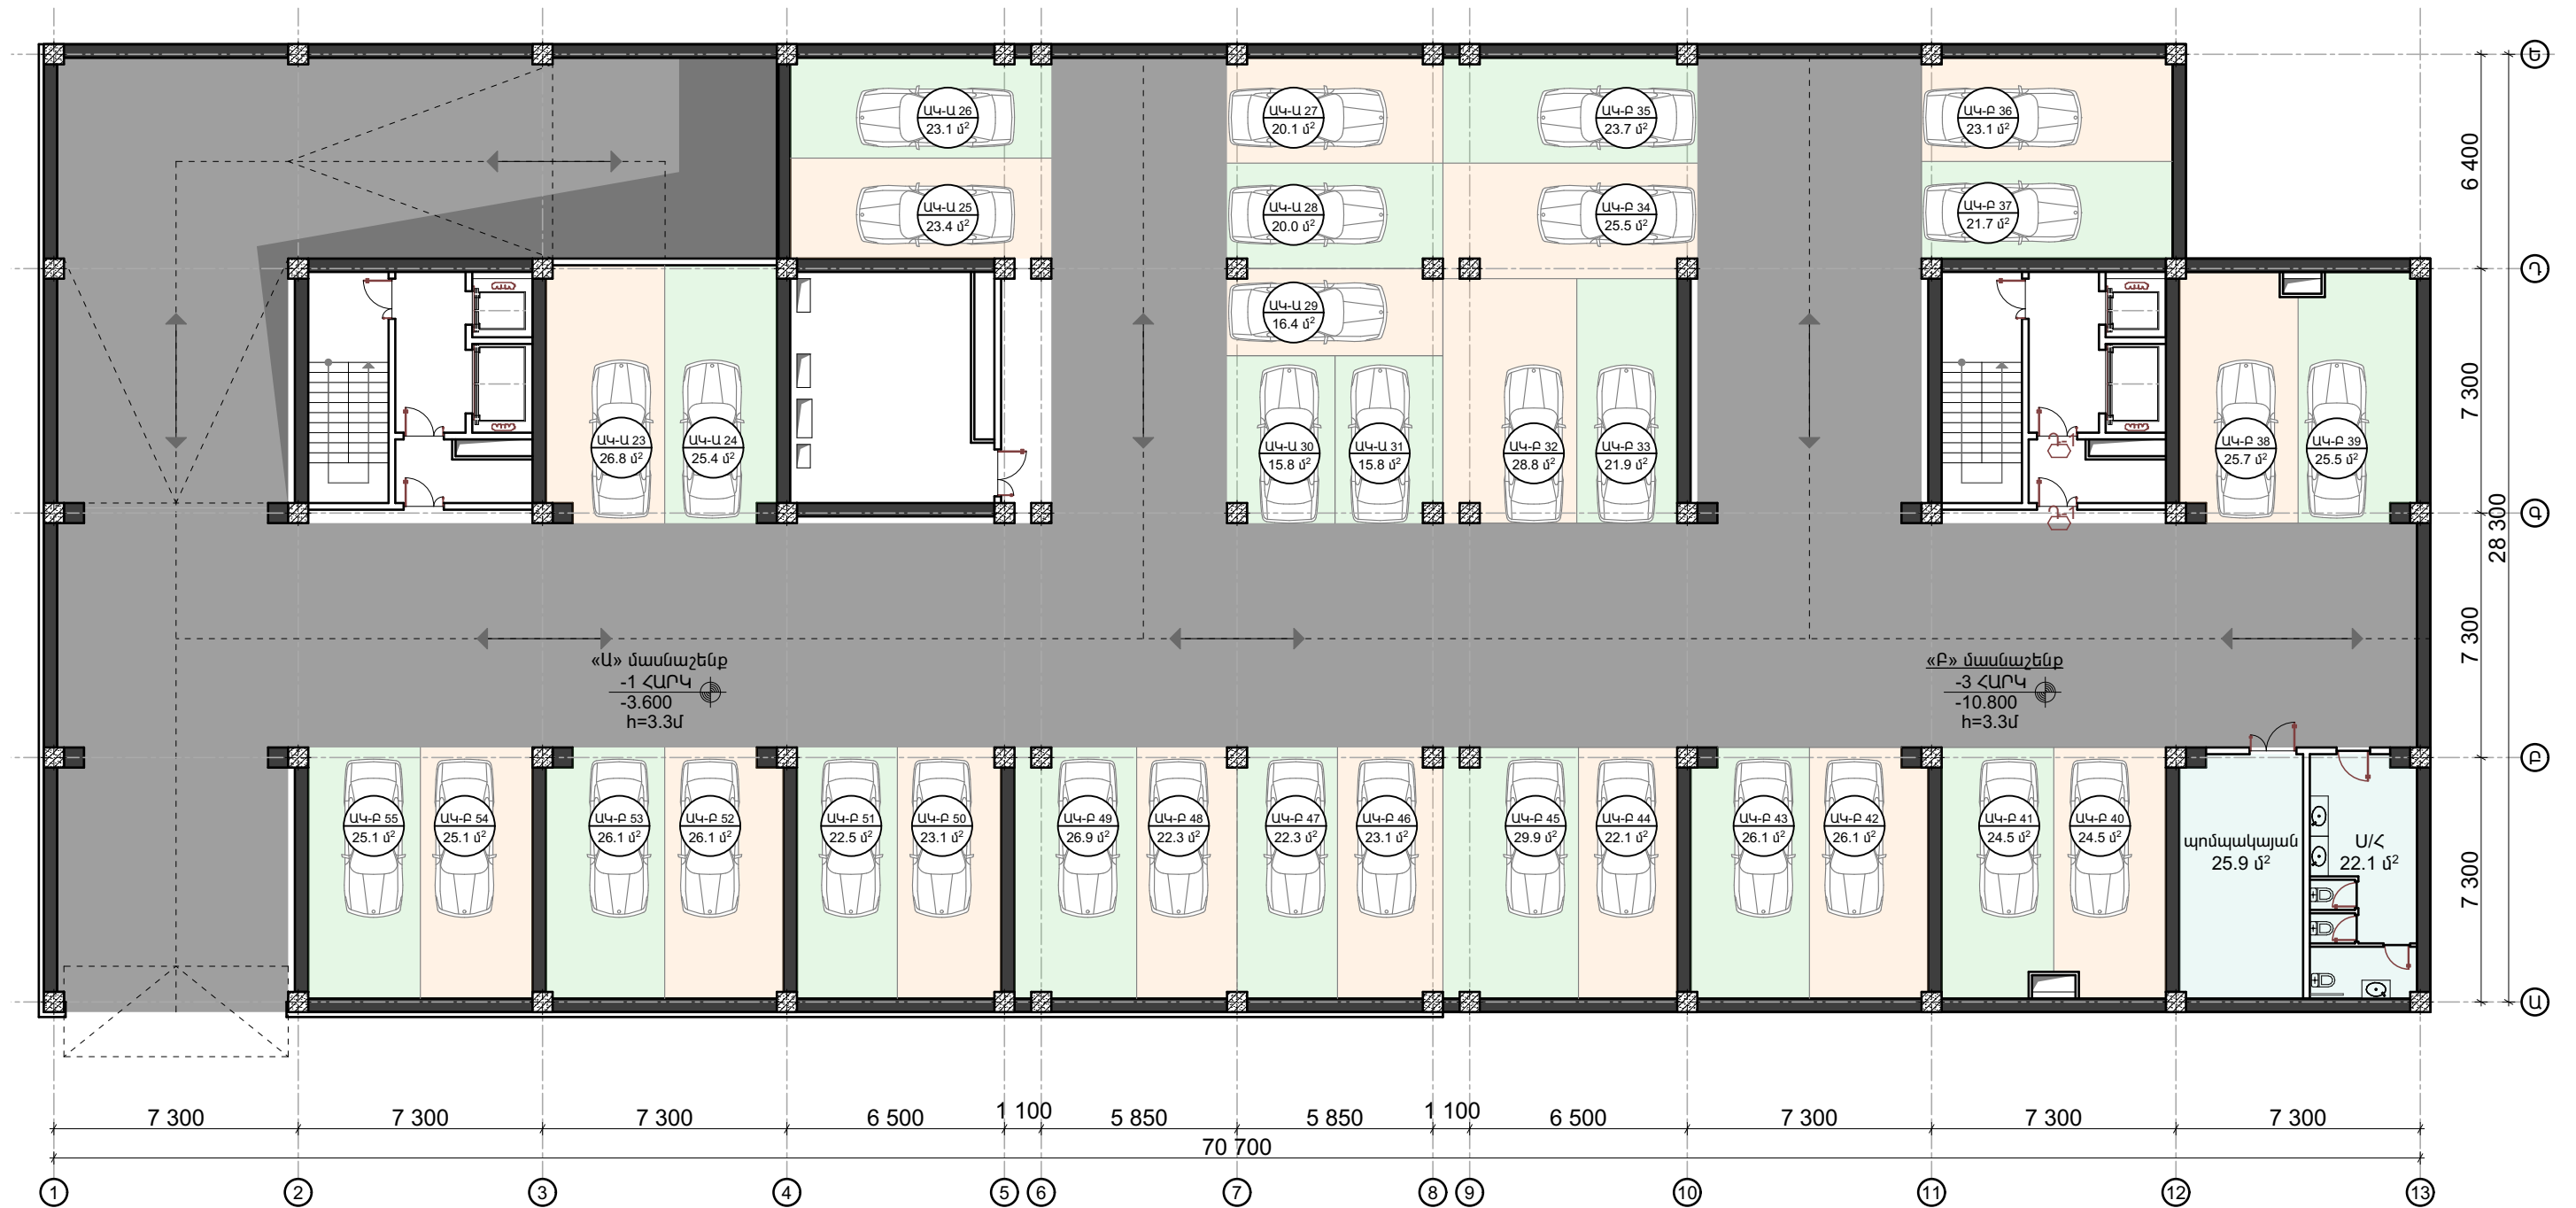 Ե
ԱԿ-Ա 26
23.1 մ²
ԱԿ-Ա 27
20.1 մ²
ԱԿ-Բ 35
23.7 մ²
ԱԿ-Բ 36
23.1 մ²
6 400
ԱԿ-Ա 25
23.4 մ²
ԱԿ-Ա 28
20.0 մ²
ԱԿ-Բ 34
25.5 մ²
ԱԿ-Բ 37
21.7 մ²
Դ
ԱԿ-Ա 29
16.4 մ²
7 300
ԱԿ-Ա 23
26.8 մ²
ԱԿ-Ա 24
25.4 մ²
ԱԿ-Ա 30
15.8 մ²
ԱԿ-Ա 31
15.8 մ²
ԱԿ-Բ 32
28.8 մ²
ԱԿ-Բ 33
21.9 մ²
ԱԿ-Բ 38
25.7 մ²
ԱԿ-Բ 39
25.5 մ²
Գ
28 300
7 300
«Ա» մասնաշենք
-1 ՀԱՐԿ
-3.600
h=3.3մ
«Բ» մասնաշենք
-3 ՀԱՐԿ
-10.800
h=3.3մ
Բ
ԱԿ-Բ 55
25.1 մ²
ԱԿ-Բ 54
25.1 մ²
ԱԿ-Բ 53
26.1 մ²
ԱԿ-Բ 52
26.1 մ²
ԱԿ-Բ 51
22.5 մ²
ԱԿ-Բ 50
23.1 մ²
ԱԿ-Բ 49
26.9 մ²
ԱԿ-Բ 48
22.3 մ²
ԱԿ-Բ 47
22.3 մ²
ԱԿ-Բ 46
23.1 մ²
ԱԿ-Բ 45
29.9 մ²
ԱԿ-Բ 44
22.1 մ²
ԱԿ-Բ 43
26.1 մ²
ԱԿ-Բ 42
26.1 մ²
ԱԿ-Բ 41
24.5 մ²
ԱԿ-Բ 40
24.5 մ²
պոմպակայան
25.9 մ²
Ս/Հ
22.1 մ²
7 300
Ա
7 300 7 300 7 300 6 500 1 100 5 850 5 850 1 100 6 500 7 300 7 300 7 300
70 700
1 2 3 4 5 6 7 8 9 10 11 12 13